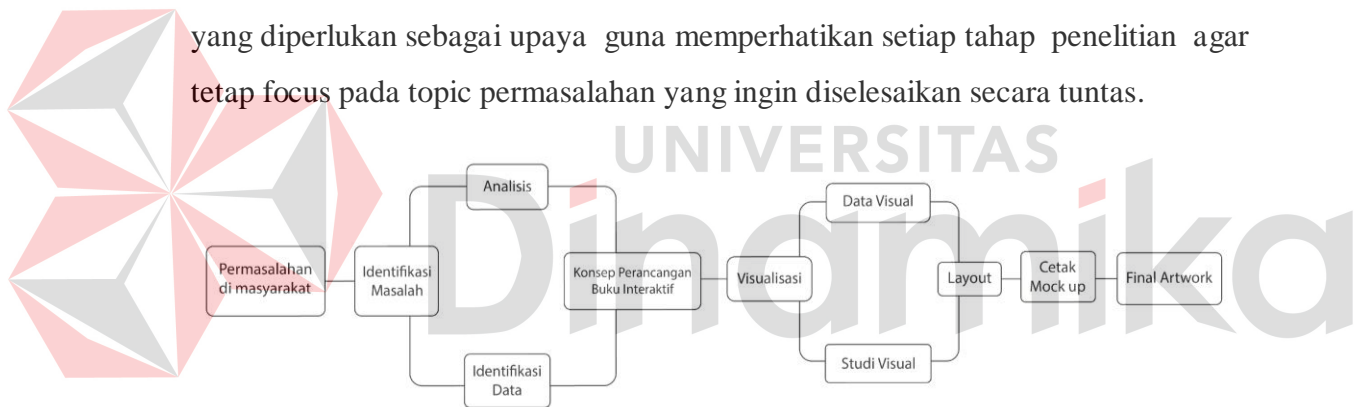 yang diperlukan sebagai upaya guna memperhatikan setiap tahap penelitian agar
tetap focus pada topic permasalahan yang ingin diselesaikan secara tuntas.
UNIVERSITAS
Dinamika
Permasalahan
di masyarakat
Identifikasi
Masalah
Analisis
Identifikasi
Data
Konsep Perancangan
Buku Interaktif
Visualisasi
Data Visual
Studi Visual
Layout
Cetak
Mock up
Final Artwork